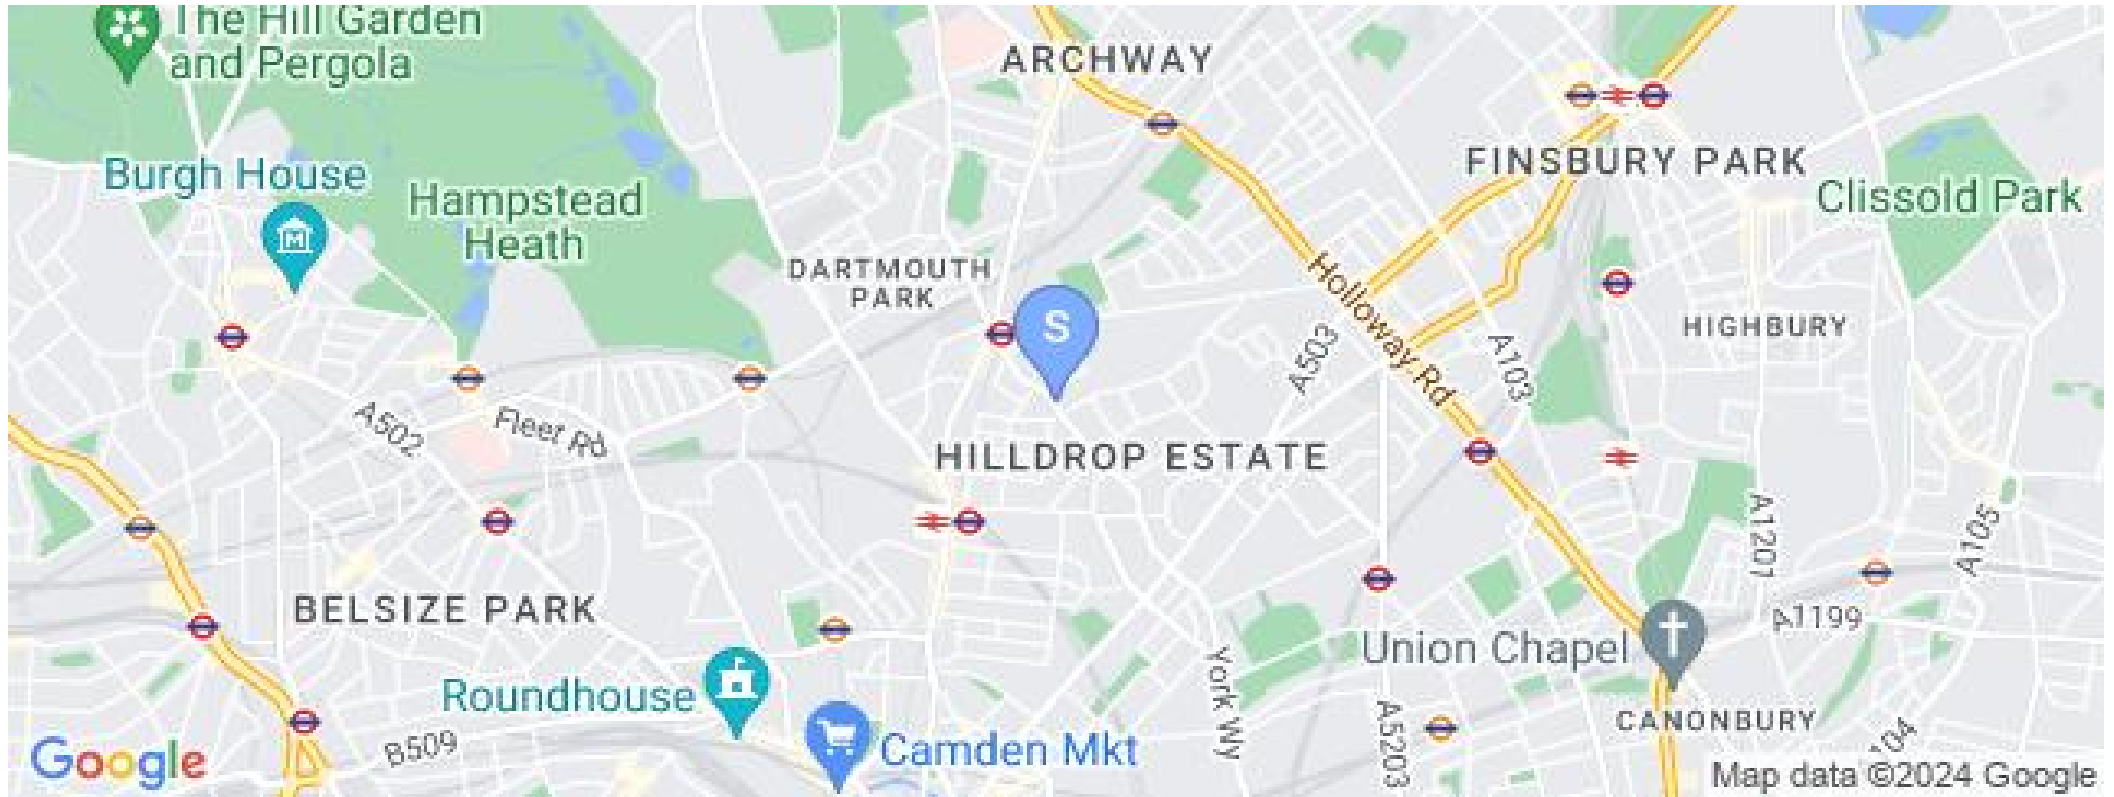 The Hill Garden
and Pergola
ARCHWAY
FINSBURY PARK
Burgh House
Hampstead
Heath
Clissold Park
DARTMOUTH
PARK
S
Holloway Rd
HIGHBURY
A503
A103
A502
Fleet Rd
HILLDROP ESTATE
A1201
A105
BELSIZE PARK
A1199
Union Chapel
York Wy
Roundhouse
CANONBURY
A5203
B509
Camden Mkt
104
Google
Map data ©2024 Google